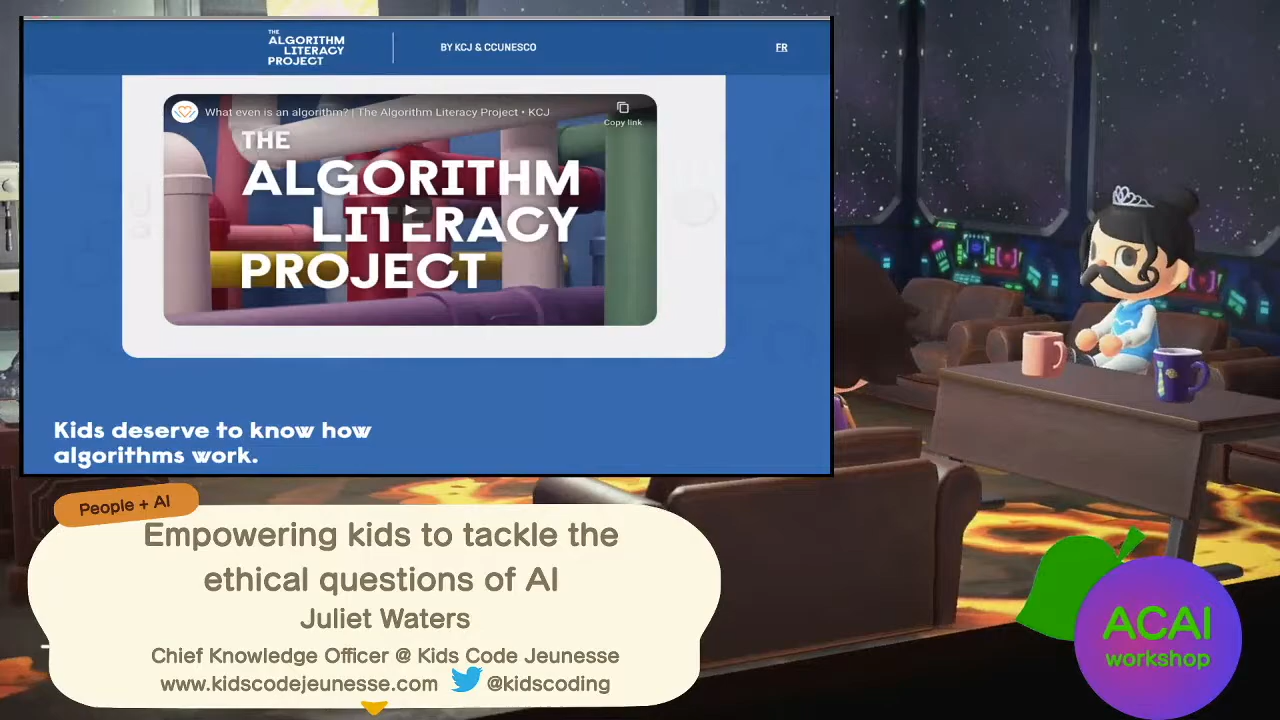 THE
ALGORITHM
LITERACY
PROJECT
BY KCJ & CCUNESCO
FR
What even is an algorithm? | The Algorithm Literacy Project • KCJ
Copy link
THE
ALGORITHM
LITERACY
PROJECT
Kids deserve to know how
algorithms work.
People + AI
Empowering kids to tackle the
ethical questions of AI
Juliet Waters
Chief Knowledge Officer @ Kids Code Jeunesse
www.kidscodejeunesse.com @kidscoding
ACAI
workshop